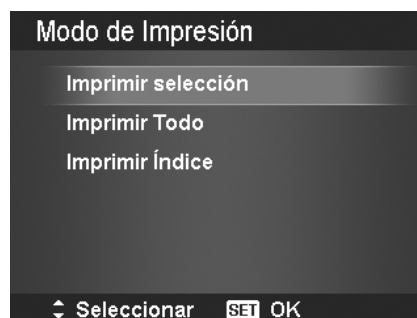 Modo de Impresión
Imprimir selección
Imprimir Todo
Imprimir Índice
Seleccionar SET OK